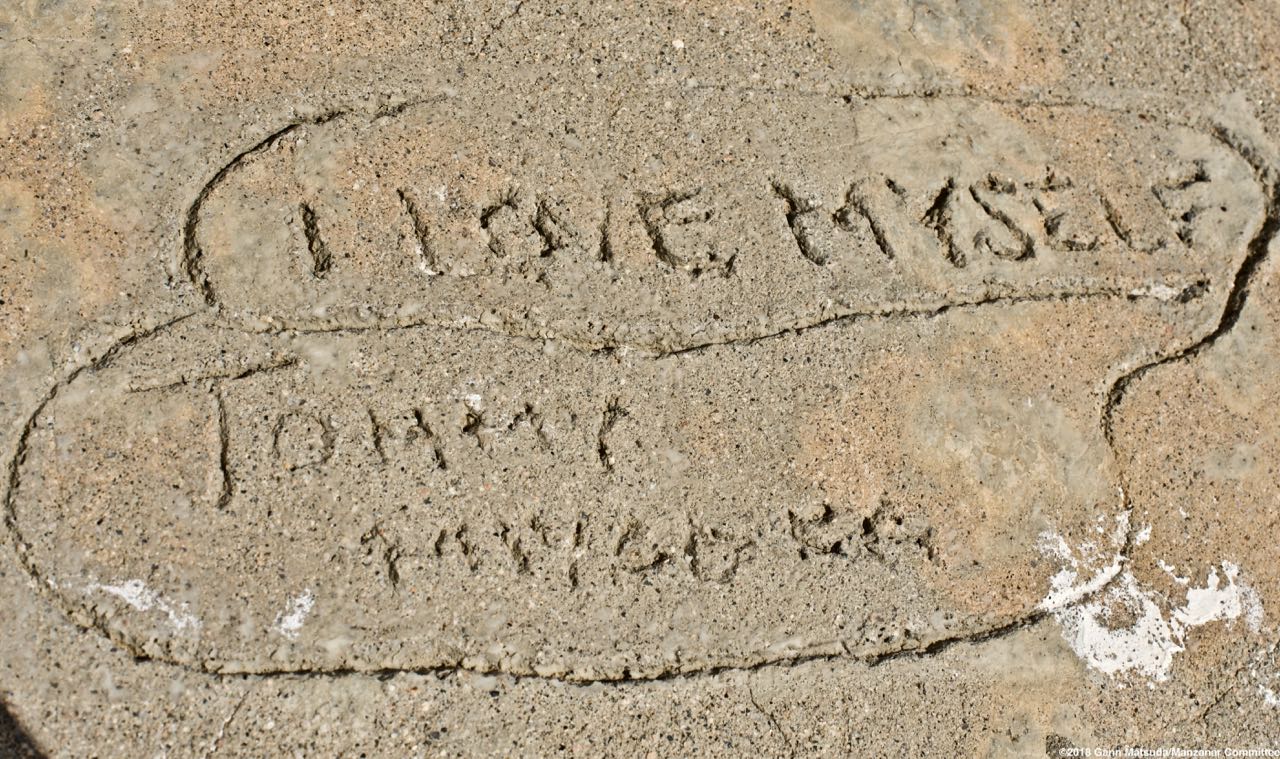 I LOVE MYSELF
TOMMY
©2018 Gann Matsuda/Manzanar Committee